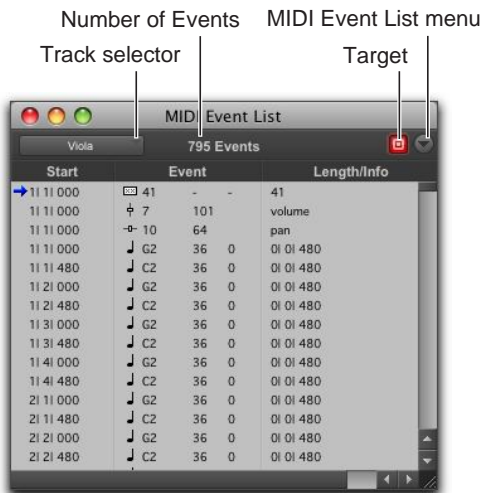 Number of Events MIDI Event List menu
Track selector Target
MIDI Event List
Viola 795 Events
Start Event Length/Info
1| 1| 000 41 - - 41
1| 1| 000 7 101 volume
1| 1| 000 10 64 pan
1| 1| 000 G2 36 0 0| 0| 480
1| 1| 480 C2 36 0 0| 0| 480
1| 2| 000 G2 36 0 0| 0| 480
1| 2| 480 C2 36 0 0| 0| 480
1| 3| 000 G2 36 0 0| 0| 480
1| 3| 480 C2 36 0 0| 0| 480
1| 4| 000 G2 36 0 0| 0| 480
1| 4| 480 C2 36 0 0| 0| 480
2| 1| 000 G2 36 0 0| 0| 480
2| 1| 480 C2 36 0 0| 0| 480
2| 2| 000 G2 36 0 0| 0| 480
2| 2| 480 C2 36 0 0| 0| 480